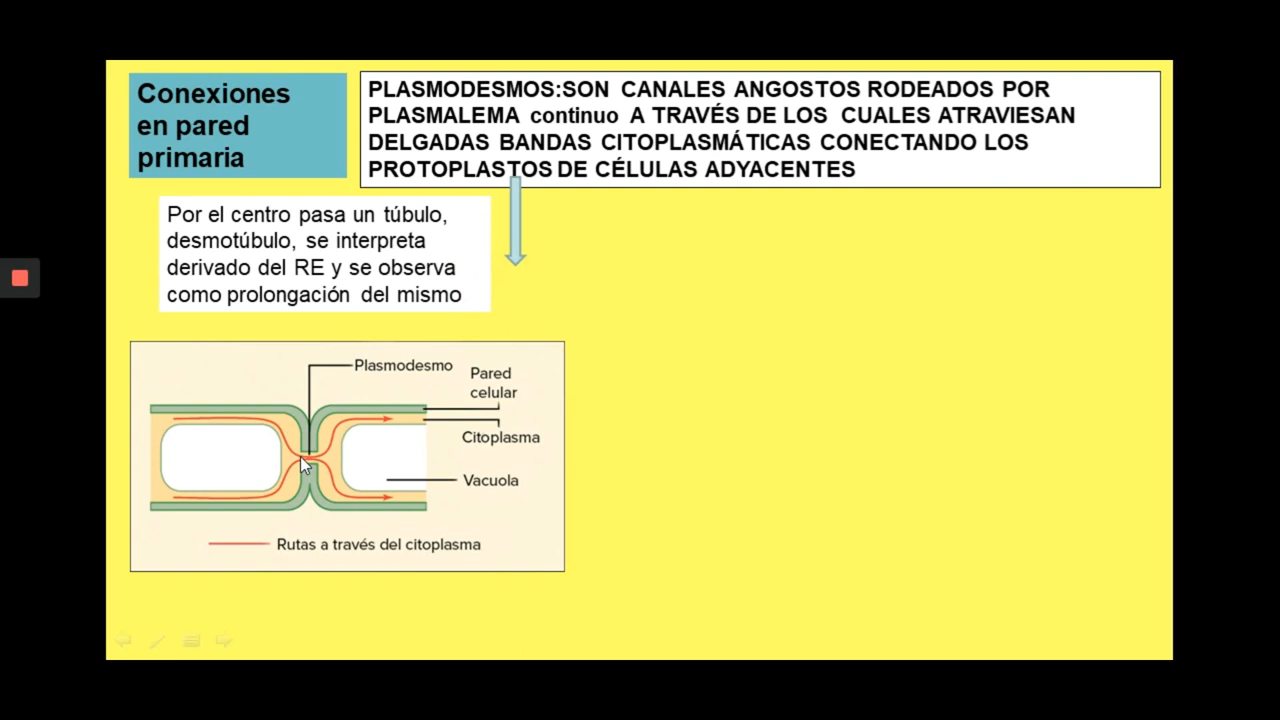 Conexiones
en pared
primaria
PLASMODESMOS:SON CANALES ANGOSTOS RODEADOS POR
PLASMALEMA continuo A TRAVÉS DE LOS CUALES ATRAVIESAN
DELGADAS BANDAS CITOPLASMÁTICAS CONECTANDO LOS
PROTOPLASTOS DE CÉLULAS ADYACENTES
Por el centro pasa un túbulo,
desmotúbulo, se interpreta
derivado del RE y se observa
como prolongación del mismo
Plasmodesmo
Pared
celular
Citoplasma
Vacuola
Rutas a través del citoplasma